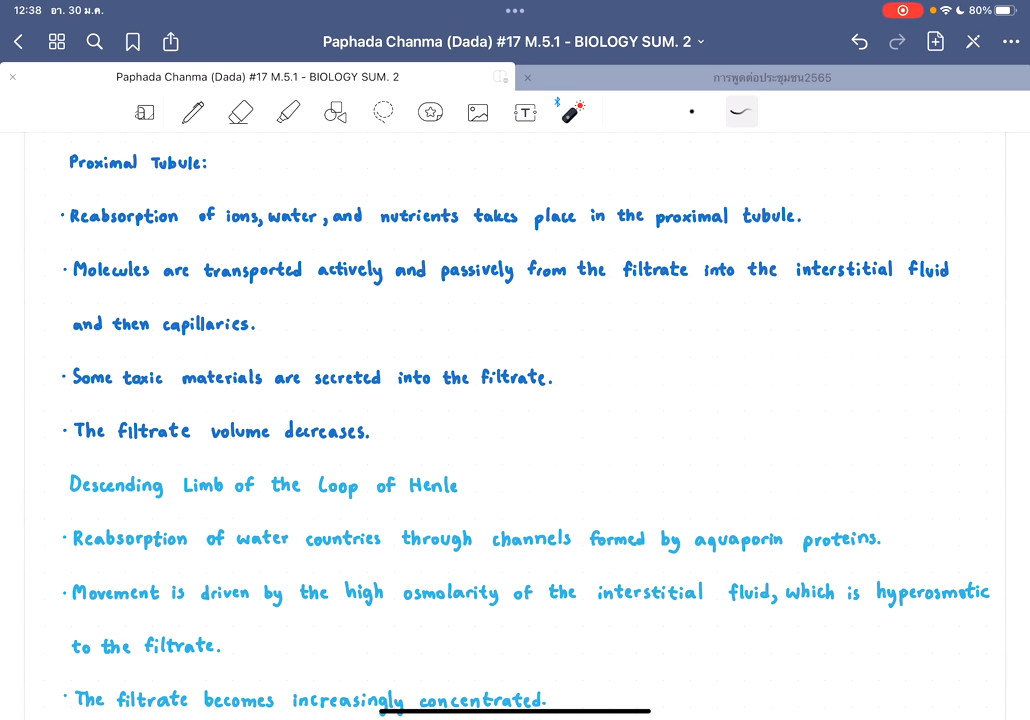 12:38 อา. 30 ม.ค.
80%
Paphada Chanma (Dada) #17 M.5.1 - BIOLOGY SUM. 2
Paphada Chanma (Dada) #17 M.5.1 - BIOLOGY SUM. 2
การพูดต่อประชุมชน2565
Proximal Tubule:
· Reabsorption of ions, water, and nutrients takes place in the proximal tubule.
· Molecules are transported actively and passively from the filtrate into the interstitial fluid
and then capillaries.
· Some toxic materials are secreted into the filtrate.
· The filtrate volume decreases.
Descending Limb of the Loop of Henle
· Reabsorption of water countries through channels formed by aquaporin proteins.
· Movement is driven by the high osmolarity of the interstitial fluid, which is hyperosmotic
to the filtrate.
· The filtrate becomes increasingly concentrated.